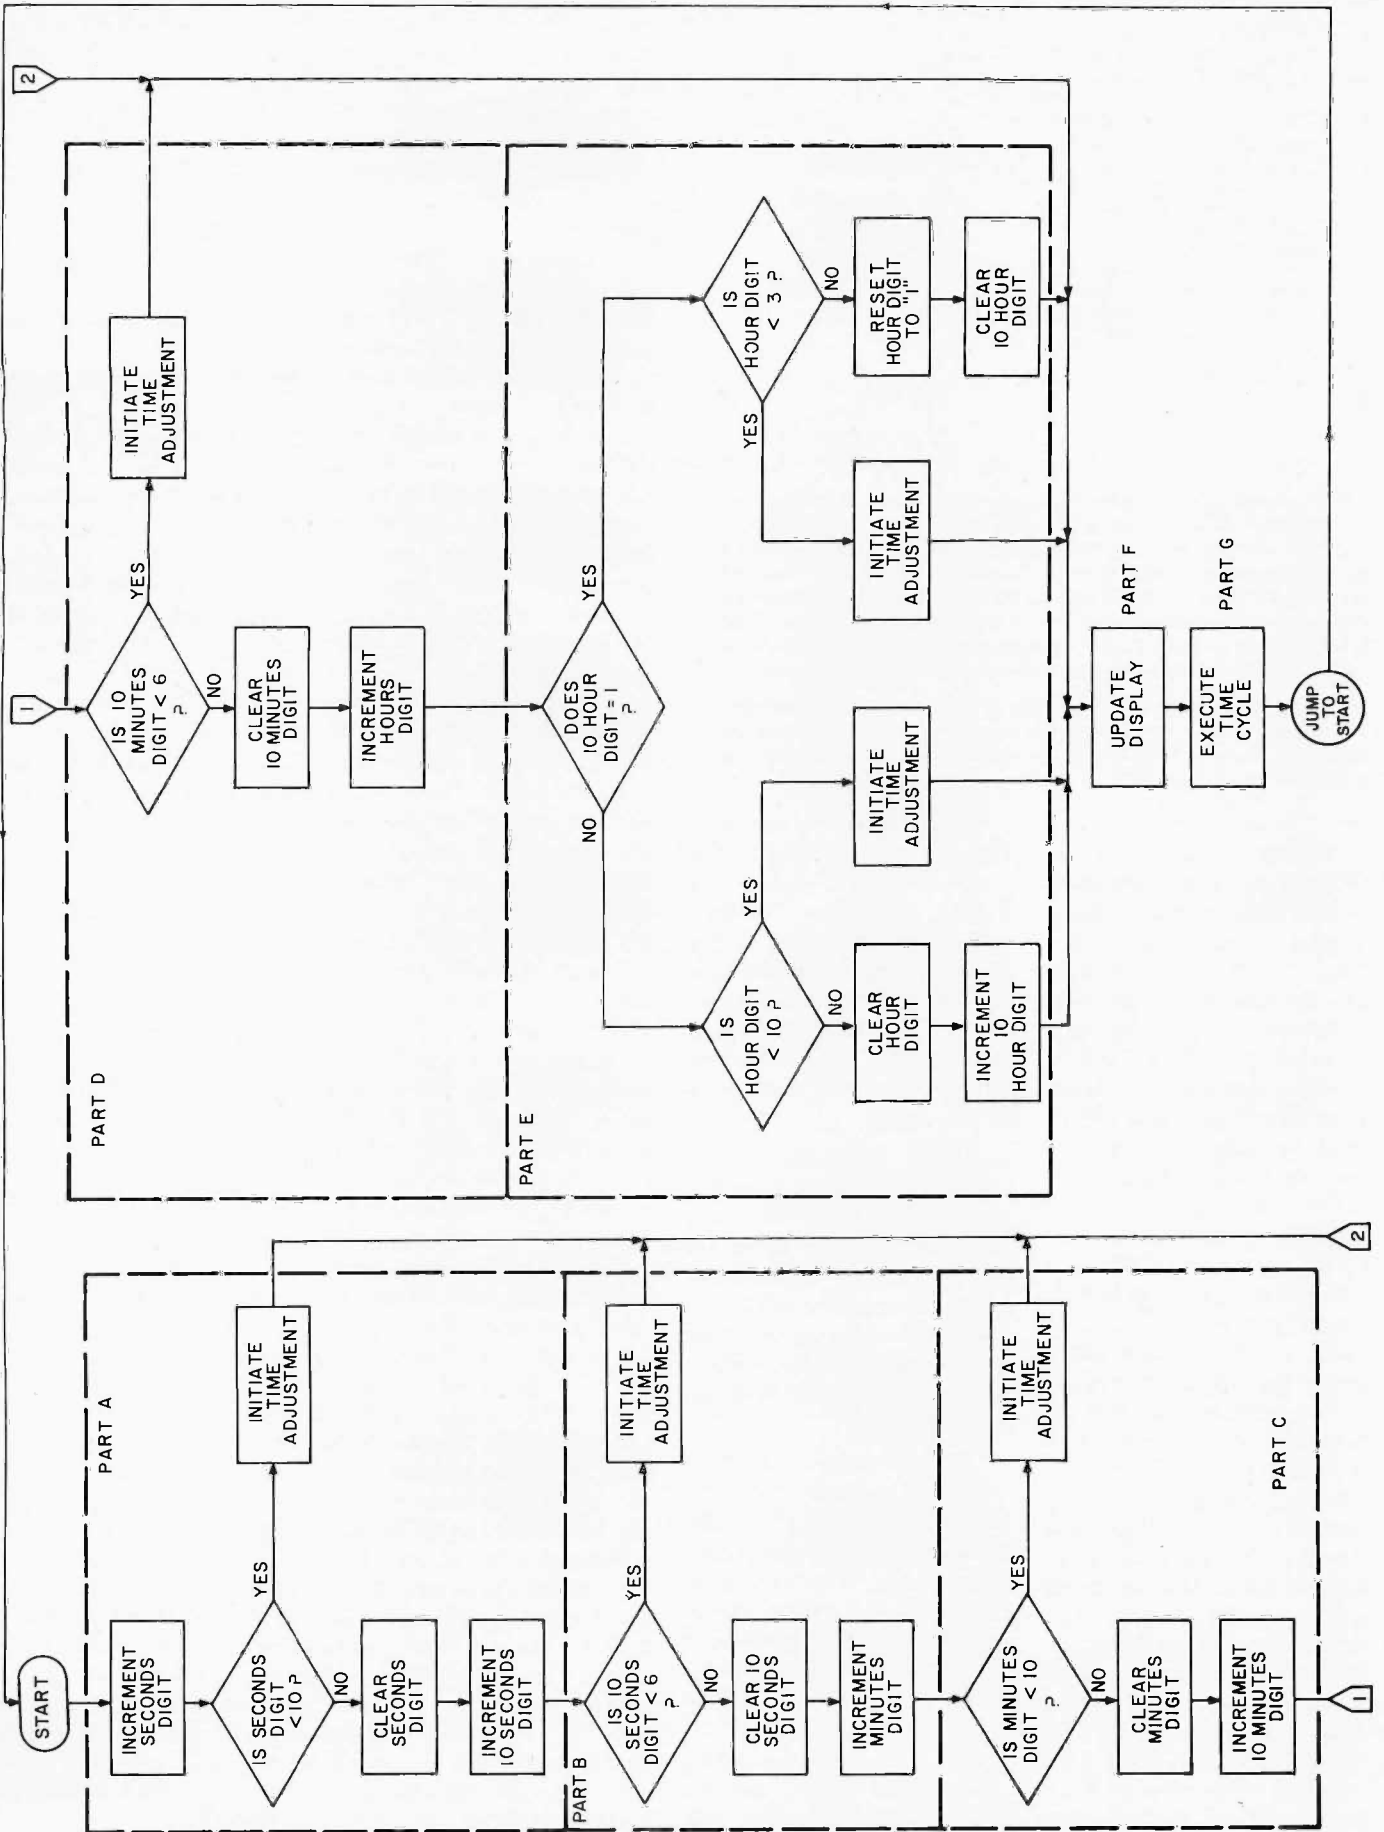 START
PART A
INCREMENT
SECONDS
DIGIT
IS SECONDS
DIGIT
<10 ?
YES
INITIATE
TIME
ADJUSTMENT
NO
CLEAR
SECONDS
DIGIT
INCREMENT
10 SECONDS
DIGIT
PART B
IS 10
SECONDS
DIGIT < 6
?
YES
INITIATE
TIME
ADJUSTMENT
NO
CLEAR 10
SECONDS
DIGIT
INCREMENT
MINUTES
DIGIT
IS MINUTES
DIGIT < 10
?
YES
INITIATE
TIME
ADJUSTMENT
NO
CLEAR
MINUTES
DIGIT
PART C
INCREMENT
10 MINUTES
DIGIT
1
2
1
2
PART D
IS 10
MINUTES
DIGIT < 6
?
YES
INITIATE
TIME
ADJUSTMENT
NO
CLEAR
10 MINUTES
DIGIT
INCREMENT
HOURS
DIGIT
PART E
DOES
10 HOUR
DIGIT = 1
?
NO
YES
IS
HOUR DIGIT
< 10 ?
YES
NO
CLEAR
HOUR
DIGIT
INCREMENT
10
HOUR DIGIT
INITIATE
TIME
ADJUSTMENT
IS
HOUR DIGIT
< 3 ?
YES
NO
INITIATE
TIME
ADJUSTMENT
RESET
HOUR DIGIT
TO "1"
CLEAR
10 HOUR
DIGIT
UPDATE
DISPLAY
PART F
EXECUTE
TIME
CYCLE
PART G
JUMP
TO
START